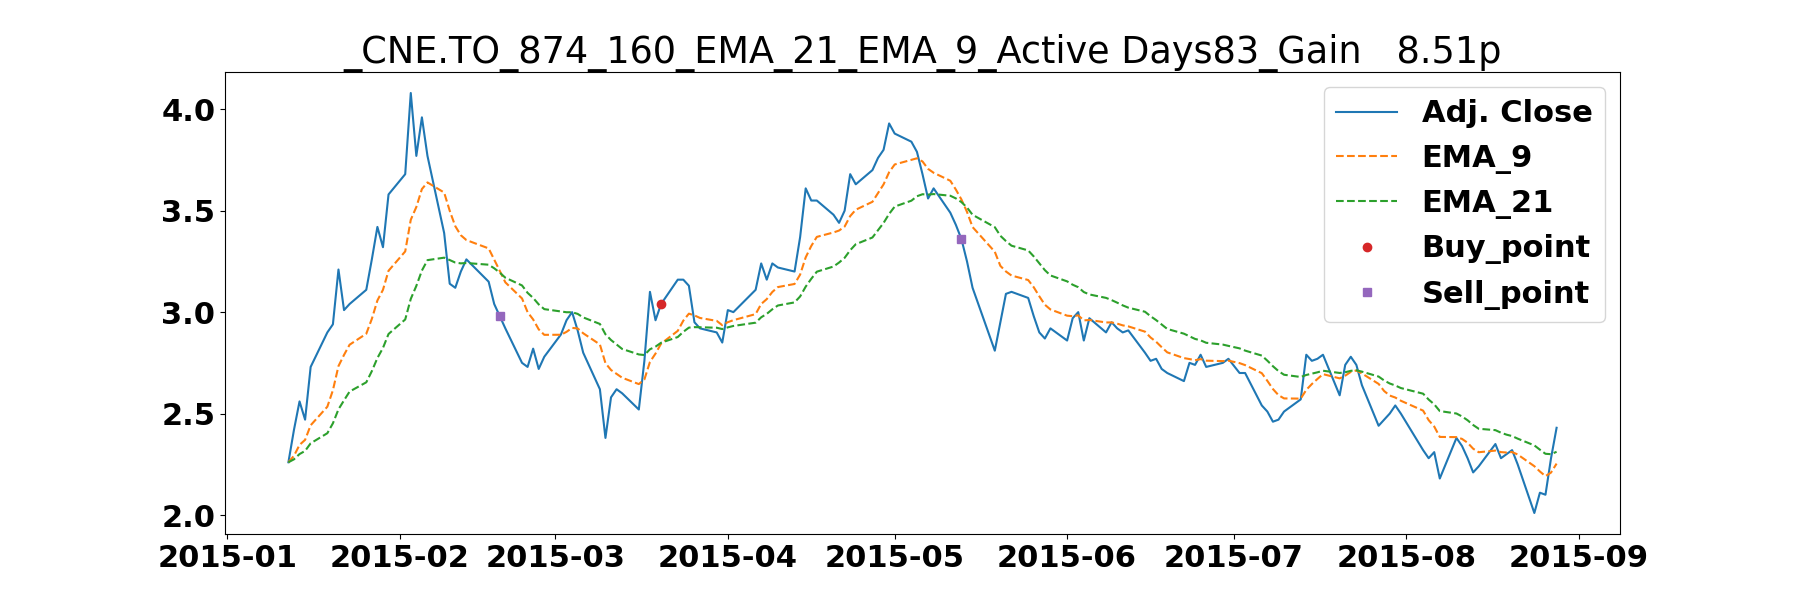 _CNE.TO_874_160_EMA_21_EMA_9_Active Days83_Gain   8.51p
4.0
3.5
3.0
2.5
2.0
Adj. Close
EMA_9
EMA_21
Buy_point
Sell_point
2015-01 2015-02 2015-03 2015-04 2015-05 2015-06 2015-07 2015-08 2015-09